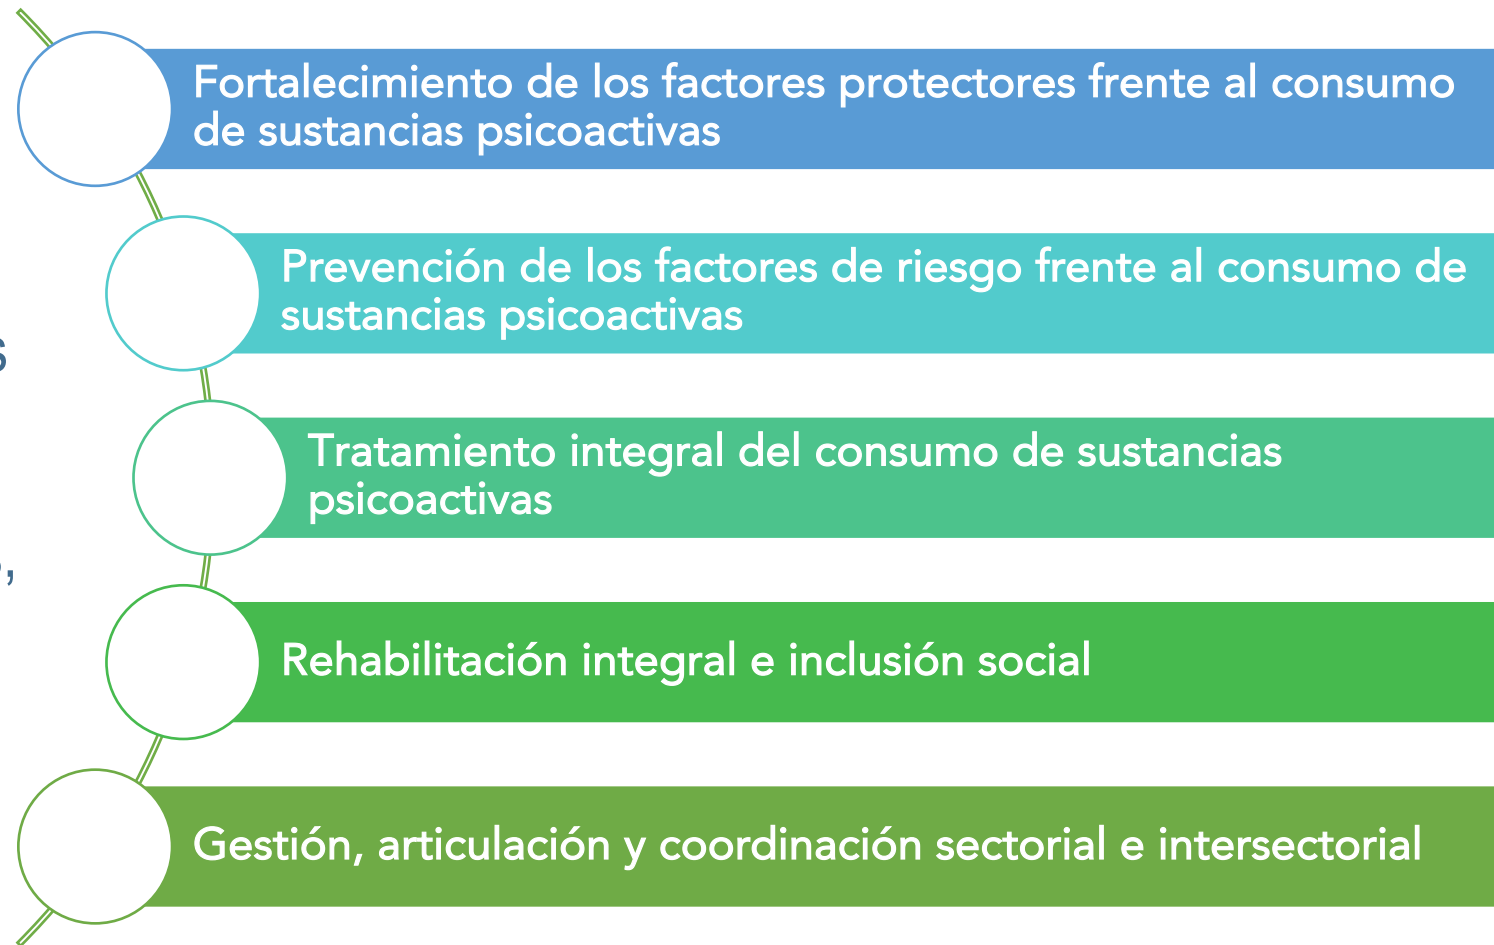 Fortalecimiento de los factores protectores frente al consumo
de sustancias psicoactivas
Prevención de los factores de riesgo frente al consumo de
sustancias psicoactivas
Tratamiento integral del consumo de sustancias
psicoactivas
Rehabilitación integral e inclusión social
Gestión, articulación y coordinación sectorial e intersectorial